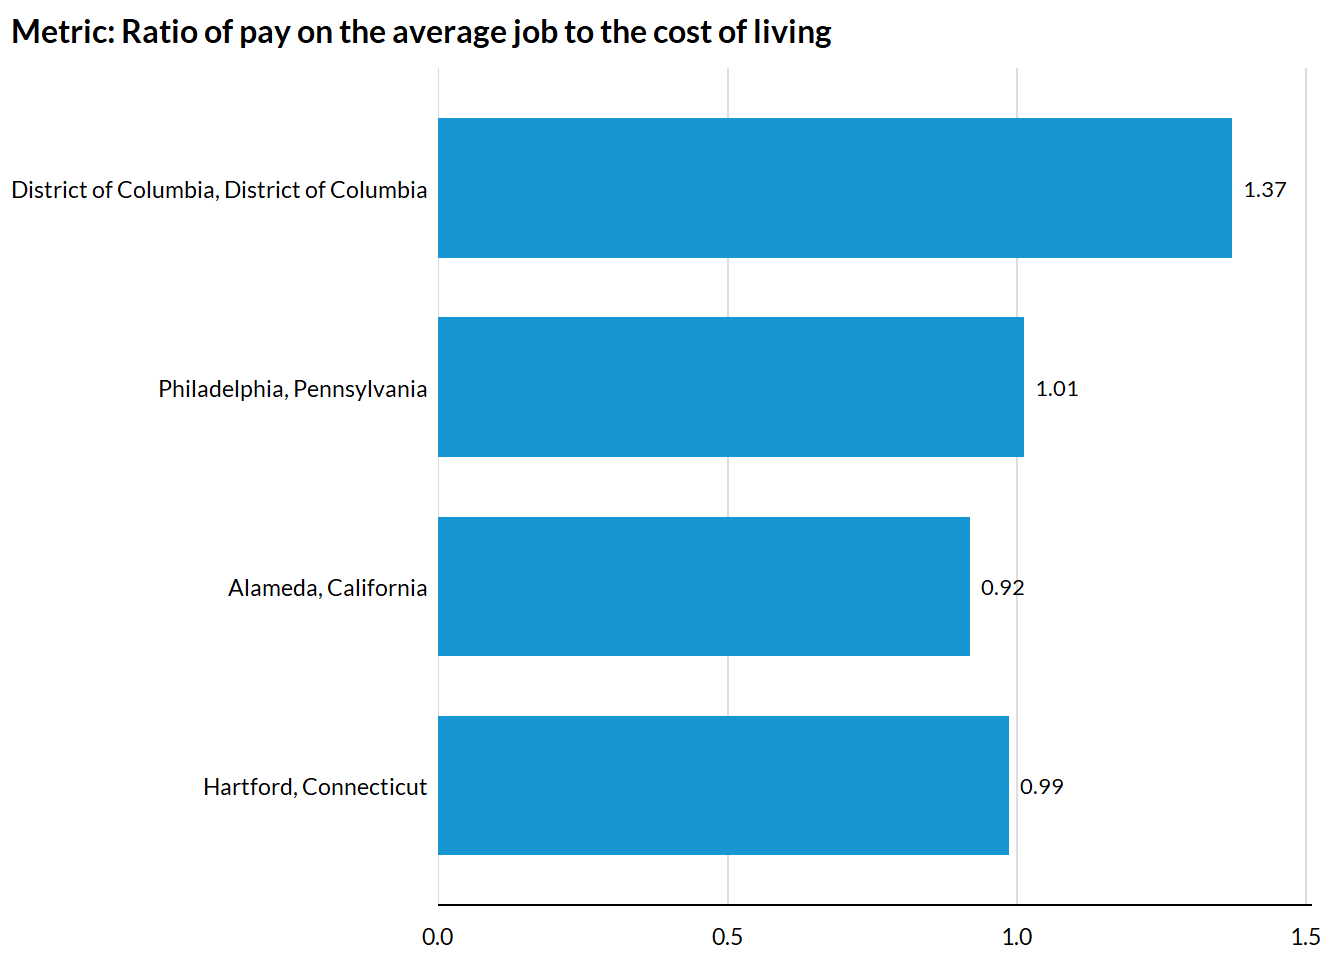 Metric: Ratio of pay on the average job to the cost of living
District of Columbia, District of Columbia
1.37
Philadelphia, Pennsylvania
1.01
Alameda, California
0.92
Hartford, Connecticut
0.99
0.0 0.5 1.0 1.5